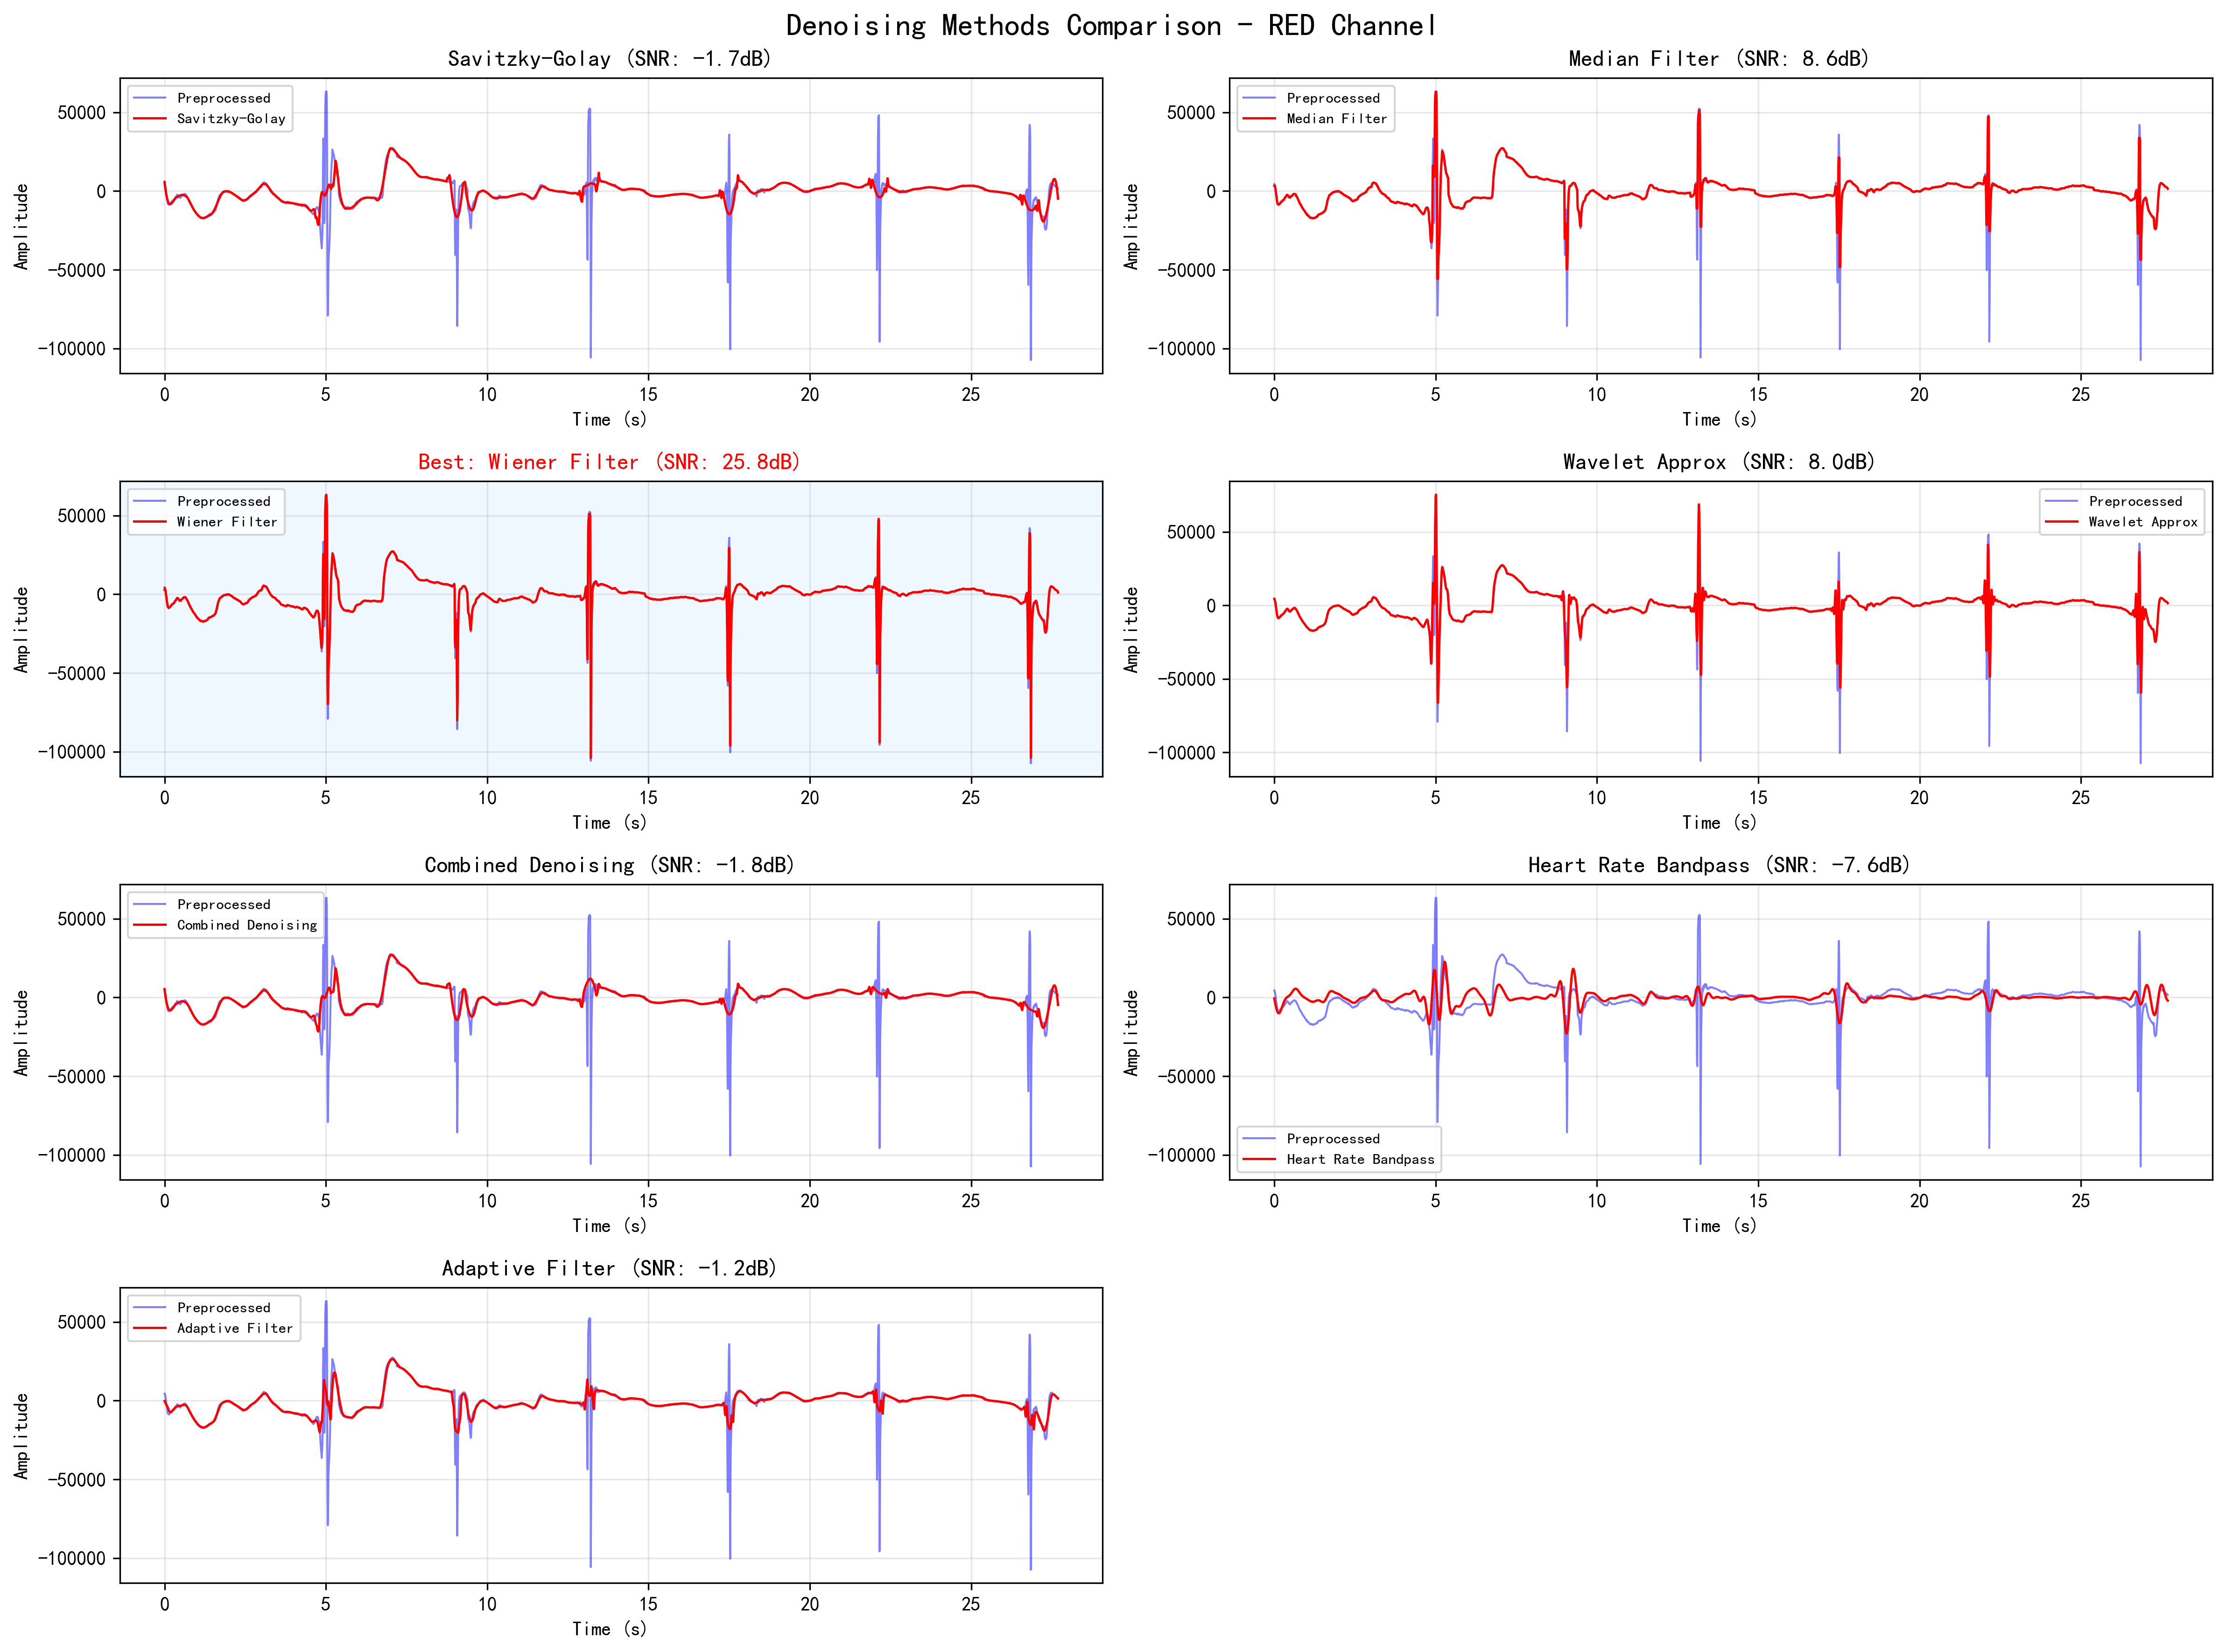 Denoising Methods Comparison - RED Channel
Savitzky-Golay (SNR: -1.7dB)
Preprocessed
Savitzky-Golay
50000
0
-50000
-100000
Amplitude
0 5 10 15 20 25
Time (s)
Median Filter (SNR: 8.6dB)
Preprocessed
Median Filter
50000
0
-50000
-100000
Amplitude
0 5 10 15 20 25
Time (s)
Best: Wiener Filter (SNR: 25.8dB)
Preprocessed
Wiener Filter
50000
0
-50000
-100000
Amplitude
0 5 10 15 20 25
Time (s)
Wavelet Approx (SNR: 8.0dB)
Preprocessed
Wavelet Approx
50000
0
-50000
-100000
Amplitude
0 5 10 15 20 25
Time (s)
Combined Denoising (SNR: -1.8dB)
Preprocessed
Combined Denoising
50000
0
-50000
-100000
Amplitude
0 5 10 15 20 25
Time (s)
Heart Rate Bandpass (SNR: -7.6dB)
50000
0
-50000
-100000
Amplitude
Preprocessed
Heart Rate Bandpass
0 5 10 15 20 25
Time (s)
Adaptive Filter (SNR: -1.2dB)
Preprocessed
Adaptive Filter
50000
0
-50000
-100000
Amplitude
0 5 10 15 20 25
Time (s)